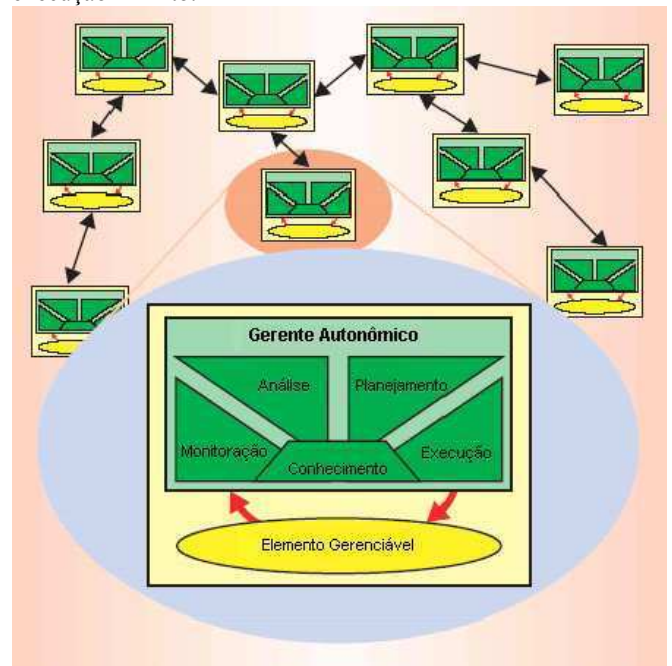 Gerente Autonômico
Análise
Planejamento
Monitoração
Execução
Conhecimento
Elemento Gerenciável